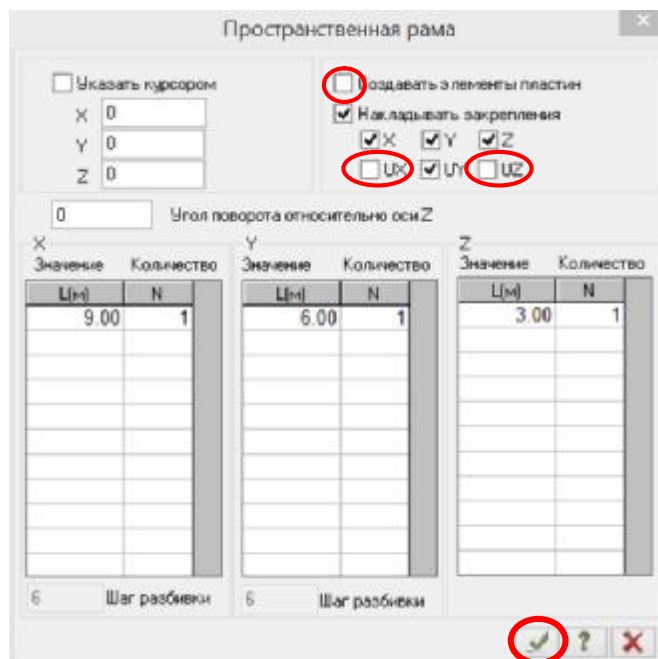 Пространственная рама
Указать курсором
X 0
Y 0
Z 0
Создавать элементы пластин
Накладывать закрепления
X Y Z
UX UY UZ
0 Угол поворота относительно оси Z
X Y Z
Значение Количество Значение Количество Значение Количество
L(м) N L(м) N L(м) N
9.00 1 6.00 1 3.00 1
6 Шаг разбивки 6 Шаг разбивки
?